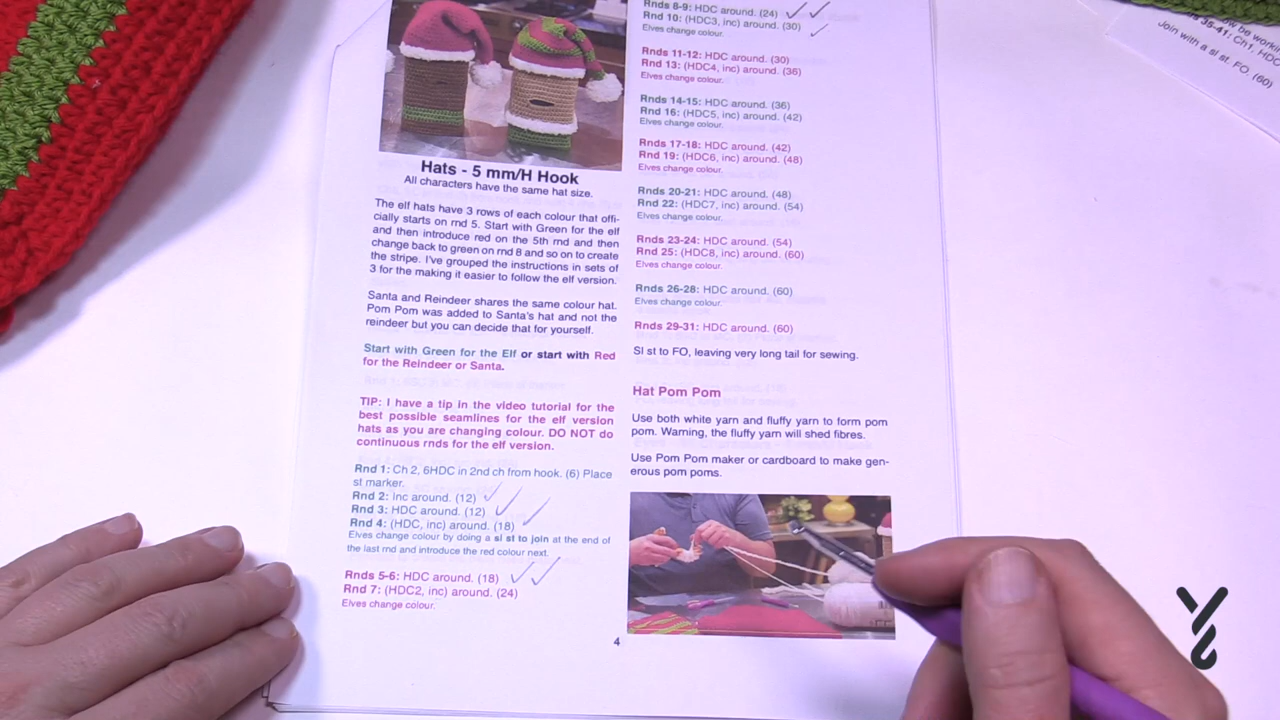 Hats - 5 mm/H Hook
All characters have the same hat size.
The elf hats have 3 rows of each colour that offi-
cially starts on rnd 5. Start with Green for the elf
and then introduce red on the 5th rnd and then
change back to green on rnd 8 and so on to create
the stripe. I've grouped the instructions in sets of
3 for the making it easier to follow the elf version.
Santa and Reindeer shares the same colour hat.
Pom Pom was added to Santa's hat and not the
reindeer but you can decide that for yourself.
Start with Green for the Elf or start with Red
for the Reindeer or Santa.
TIP: I have a tip in the video tutorial for the
best possible seamlines for the elf version
hats as you are changing colour. DO NOT do
continuous rnds for the elf version.
Rnd 1: Ch 2, 6HDC in 2nd ch from hook. (6) Place
st marker.
Rnd 2: Inc around. (12)
Rnd 3: HDC around. (12)
Rnd 4: (HDC, inc) around. (18)
Elves change colour by doing a sl st to join at the end of
the last rnd and introduce the red colour next.
Rnds 5-6: HDC around. (18)
Rnd 7: (HDC2, inc) around. (24)
Elves change colour.
Rnds 8-9: HDC around. (24)
Rnd 10: (HDC3, inc) around. (30)
Elves change colour.
Rnds 11-12: HDC around. (30)
Rnd 13: (HDC4, inc) around. (36)
Elves change colour.
Rnds 14-15: HDC around. (36)
Rnd 16: (HDC5, inc) around. (42)
Elves change colour.
Rnds 17-18: HDC around. (42)
Rnd 19: (HDC6, inc) around. (48)
Elves change colour.
Rnds 20-21: HDC around. (48)
Rnd 22: (HDC7, inc) around. (54)
Elves change colour.
Rnds 23-24: HDC around. (54)
Rnd 25: (HDC8, inc) around. (60)
Elves change colour.
Rnds 26-28: HDC around. (60)
Elves change colour.
Rnds 29-31: HDC around. (60)
Sl st to FO, leaving very long tail for sewing.
Hat Pom Pom
Use both white yarn and fluffy yarn to form pom
pom. Warning, the fluffy yarn will shed fibres.
Use Pom Pom maker or cardboard to make gen-
erous pom poms.
4
be workin
35-41: Ch1, HDC
Join with a sl st. FO. (60)